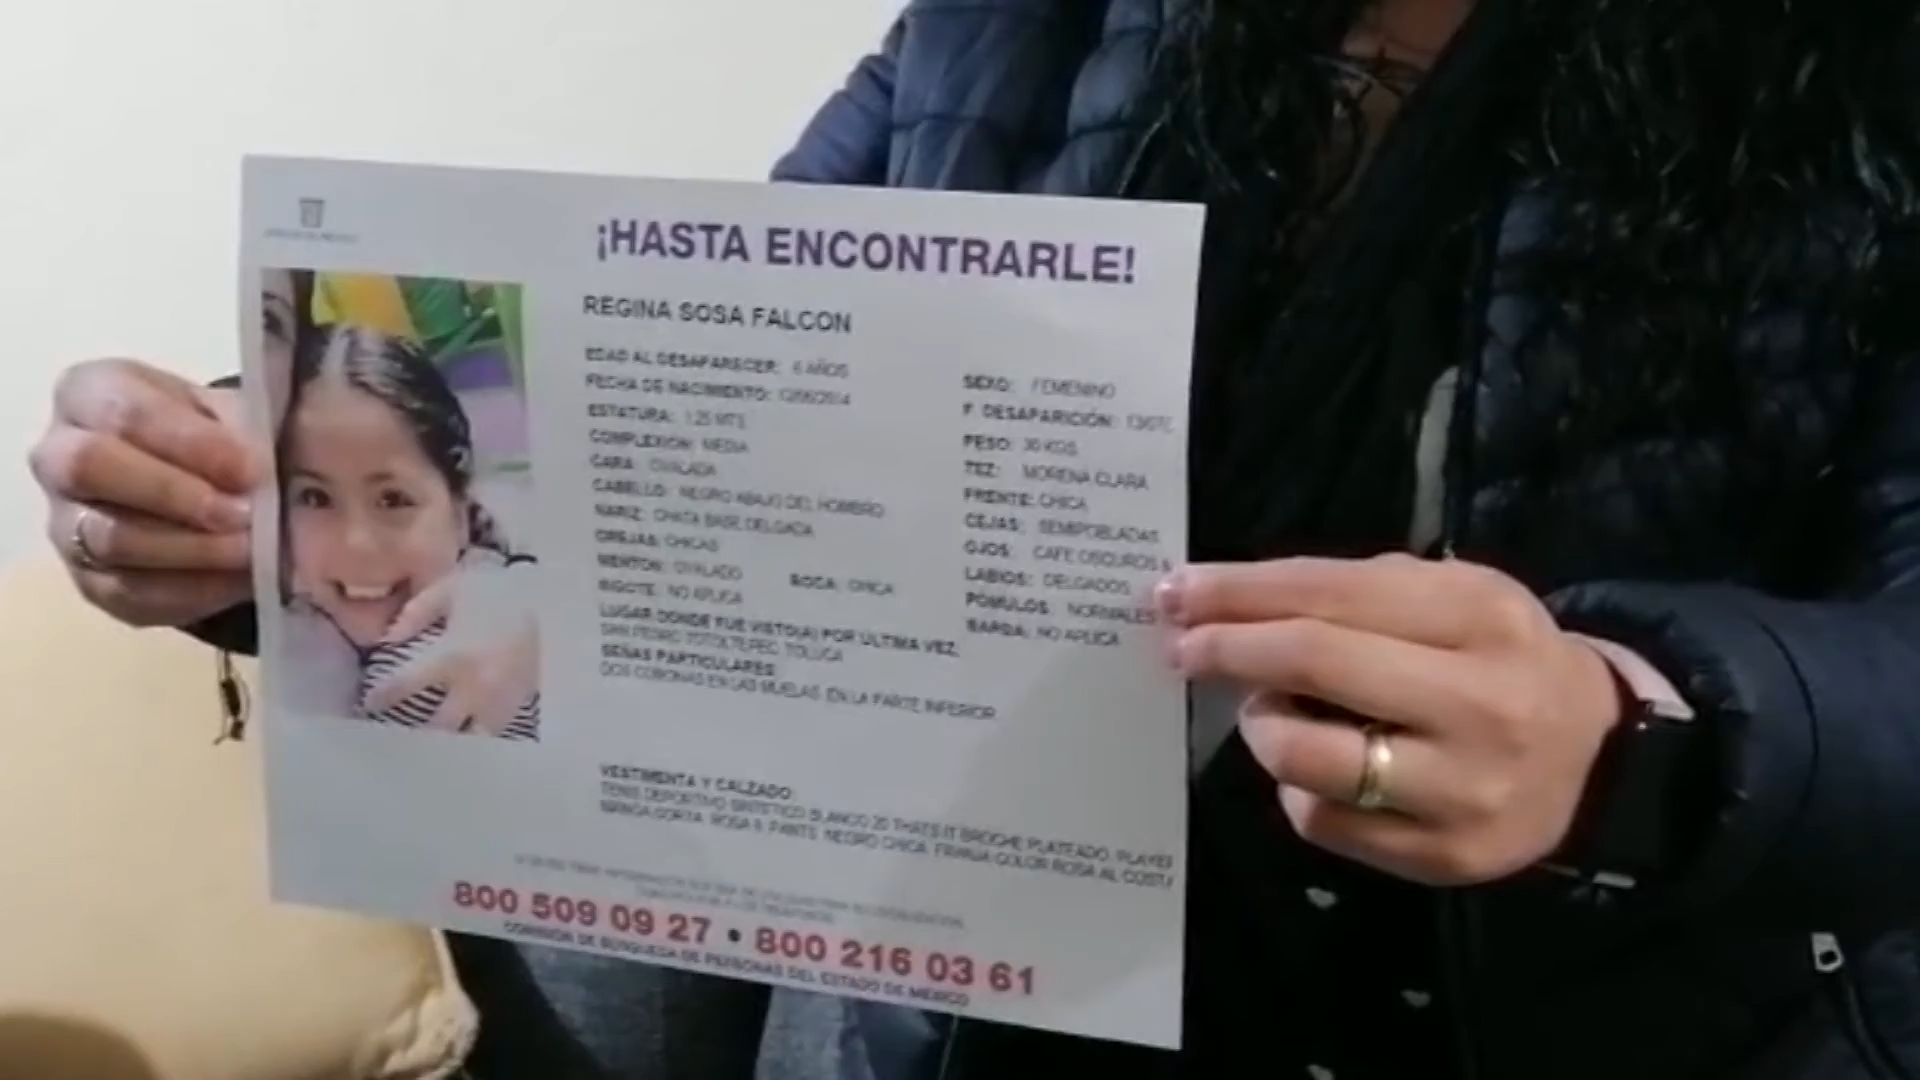 ¡HASTA ENCONTRARLE!
REGINA SOSA FALCON
EDAD AL DESAPARECER: 6 AÑOS
FECHA DE NACIMIENTO:
ESTATURA: 1.25 MTS
COMPLEXION: MEDIA
CARA: OVALADA
CABELLO: NEGRO ABAJO DEL HOMBRO
NARIZ: CHATA BASE DELGADA
OREJAS: CHICAS
MENTON: OVALADO BOCA: CHICA
BIGOTE: NO APLICA
SEXO: FEMENINO
F. DESAPARICIÓN:
PESO: 30 KGS
TEZ: MORENA CLARA
FRENTE: CHICA
CEJAS: SEMIPOBLADAS
OJOS: CAFE OSCUROS
LABIOS: DELGADOS
POMULOS: NORMALES
BARBA: NO APLICA
LUGAR DONDE FUE VISTO(A) POR ULTIMA VEZ:
SAN PEDRO TOTOLTEPEC, TOLUCA
SEÑAS PARTICULARES:
DOS CORONAS EN LAS MUELAS EN LA PARTE INFERIOR
VESTIMENTA Y CALZADO:
TENIS DEPORTIVO SINTETICO BLANCO 20 THATS IT BROCHE PLATEADO, PLAYER
MANGA CORTA ROSA 8, PANTS NEGRO CHICA FRANJA COLOR ROSA AL COSTA
800 509 09 27 • 800 216 03 61
COMISIÓN DE BÚSQUEDA DE PERSONAS DEL ESTADO DE MÉXICO